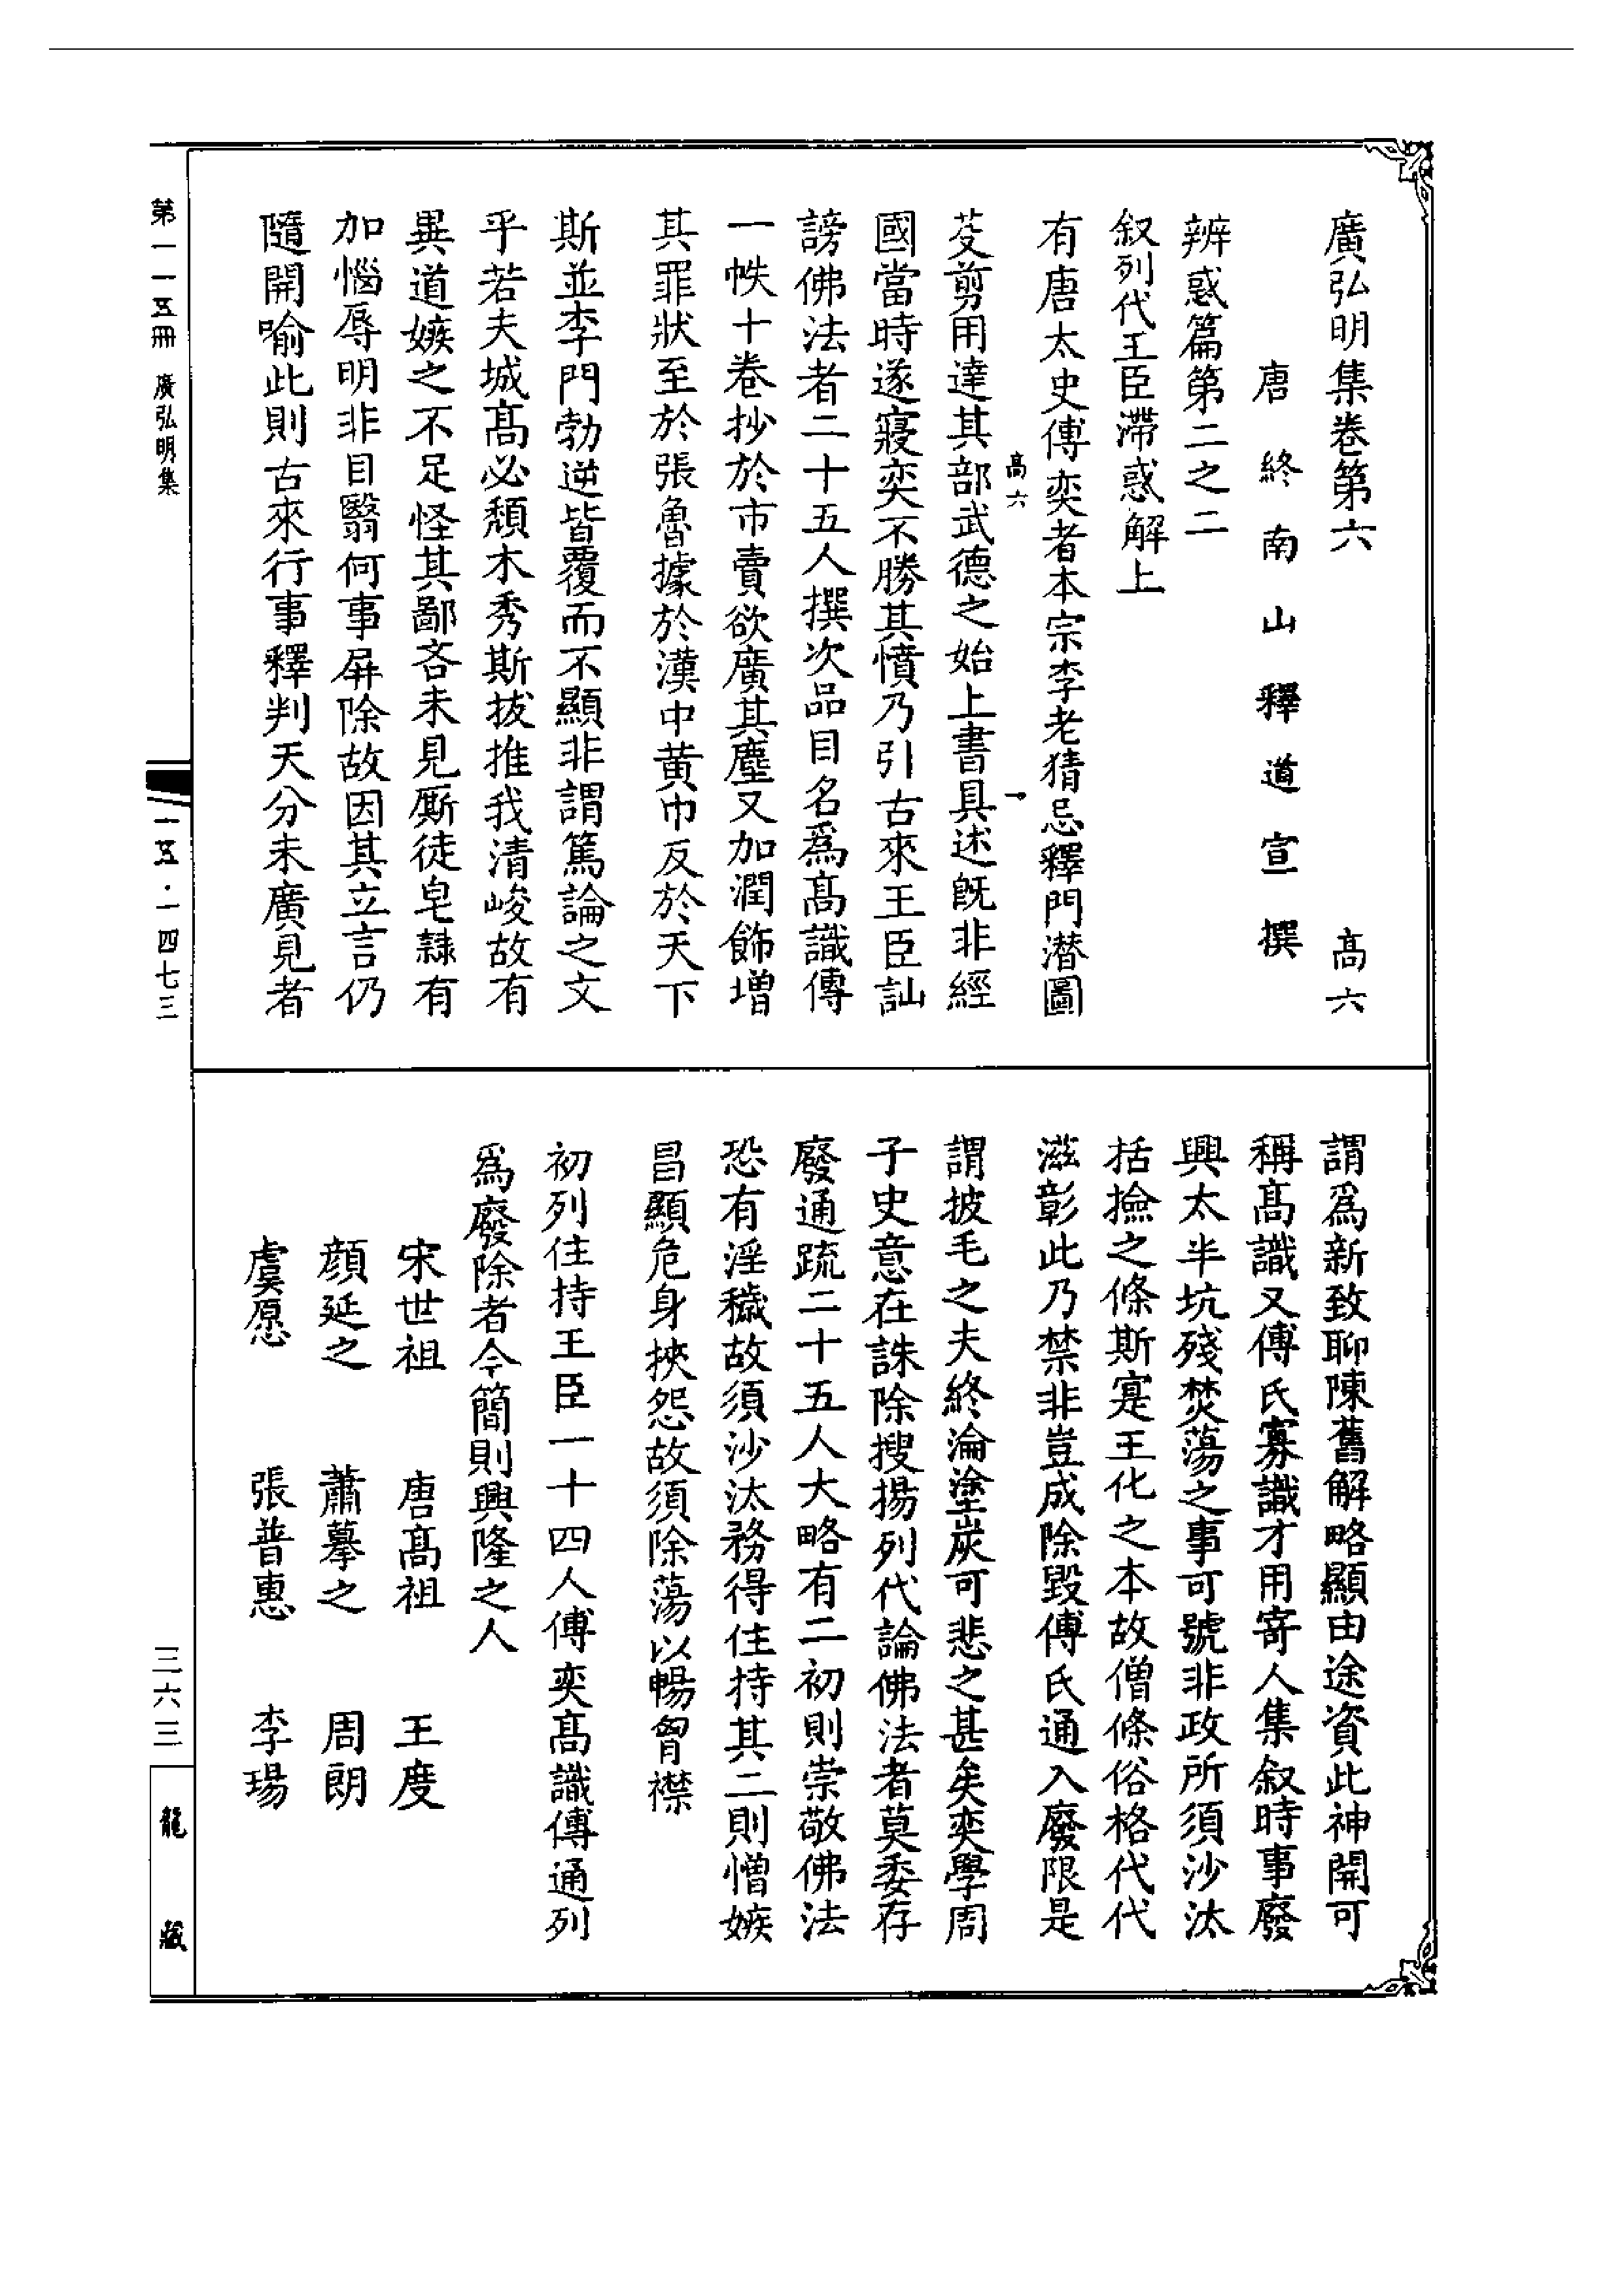 廣弘明集卷第六　高六
唐終南山釋道宣撰
辨惑篇第二之二
叙列代王臣滯惑解上
有唐太史傅奕者本宗李老猜忌釋門潛圖
高六　一
芟剪用達其部武德之始上書具述旣非經
國當時遂寢奕不勝其憤乃引古來王臣訕
謗佛法者二十五人撰次品目名爲髙識傳
一帙十卷抄於市賣欲廣其塵又加潤飾增
其罪狀至於張魯據於漢中黃巾反於天下
斯並李門勃逆皆覆而不顯非謂篤論之文
乎若夫城髙必頹木秀斯拔推我清峻故有
異道嫉之不足怪其鄙吝未見厮徒皂隸有
加惱辱明非目翳何事屏除故因其立言仍
隨開喻此則古來行事釋判天分未廣見者
謂爲新致聊陳舊解略顯由途資此神開可
稱髙識又傅氏寡識才用寄人集叙時事廢
興太半坑殘焚蕩之事可號非政所須沙汰
括撿之條斯寔王化之本故僧條俗格代代
滋彰此乃禁非豈成除毀傅氏通入廢限是
謂披毛之夫終淪塗炭可悲之甚矣奕學周
子史意在誅除搜揚列代論佛法者莫委存
廢通疏二十五人大略有二初則崇敬佛法
恐有淫穢故須沙汰務得住持其二則憎嫉
昌顯危身挾怨故須除蕩以暢胷襟
初列住持王臣一十四人傅奕髙識傳通列
爲廢除者今簡則興隆之人
宋世祖　唐髙祖　王度
顔延之　蕭摹之　周朗
虞愿　張普惠　李瑒
第一一五冊　廣弘明集
一五·一四七三
三六三
龍藏